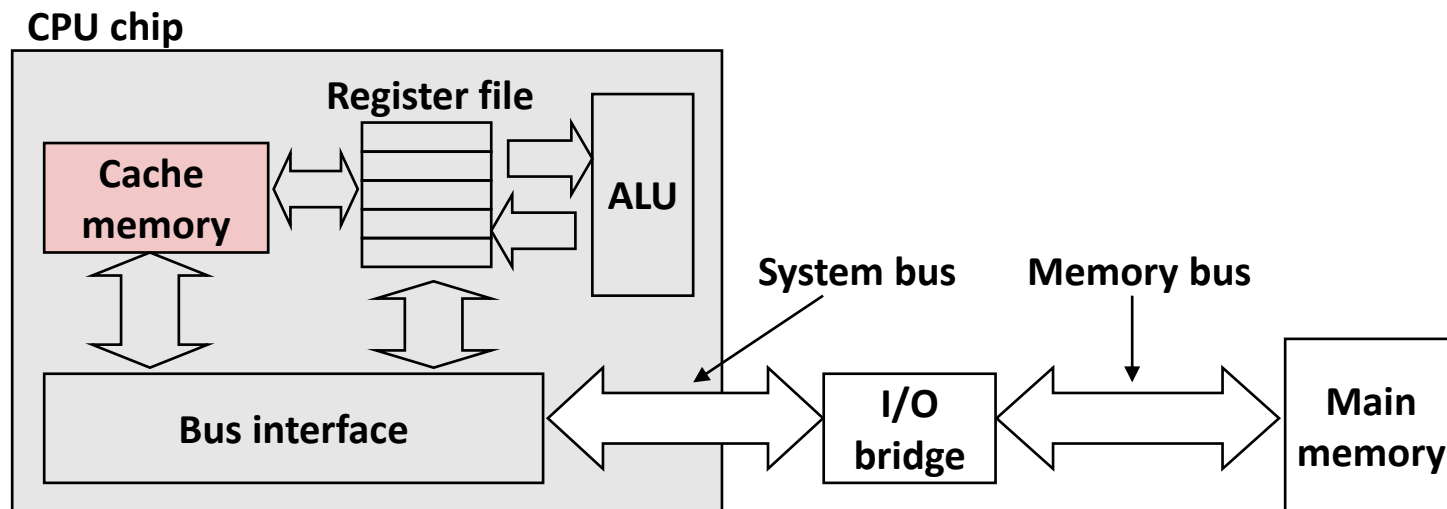 CPU chip
Register file
Cache
memory
ALU
System bus
Memory bus
Bus interface
I/O
bridge
Main
memory